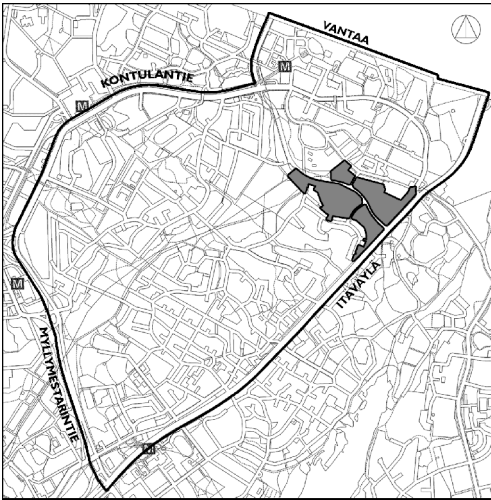 VANTAA
M
KONTULANTIE
M
M
ITÄVÄYLÄ
MYLLYMESTARINTIE
M